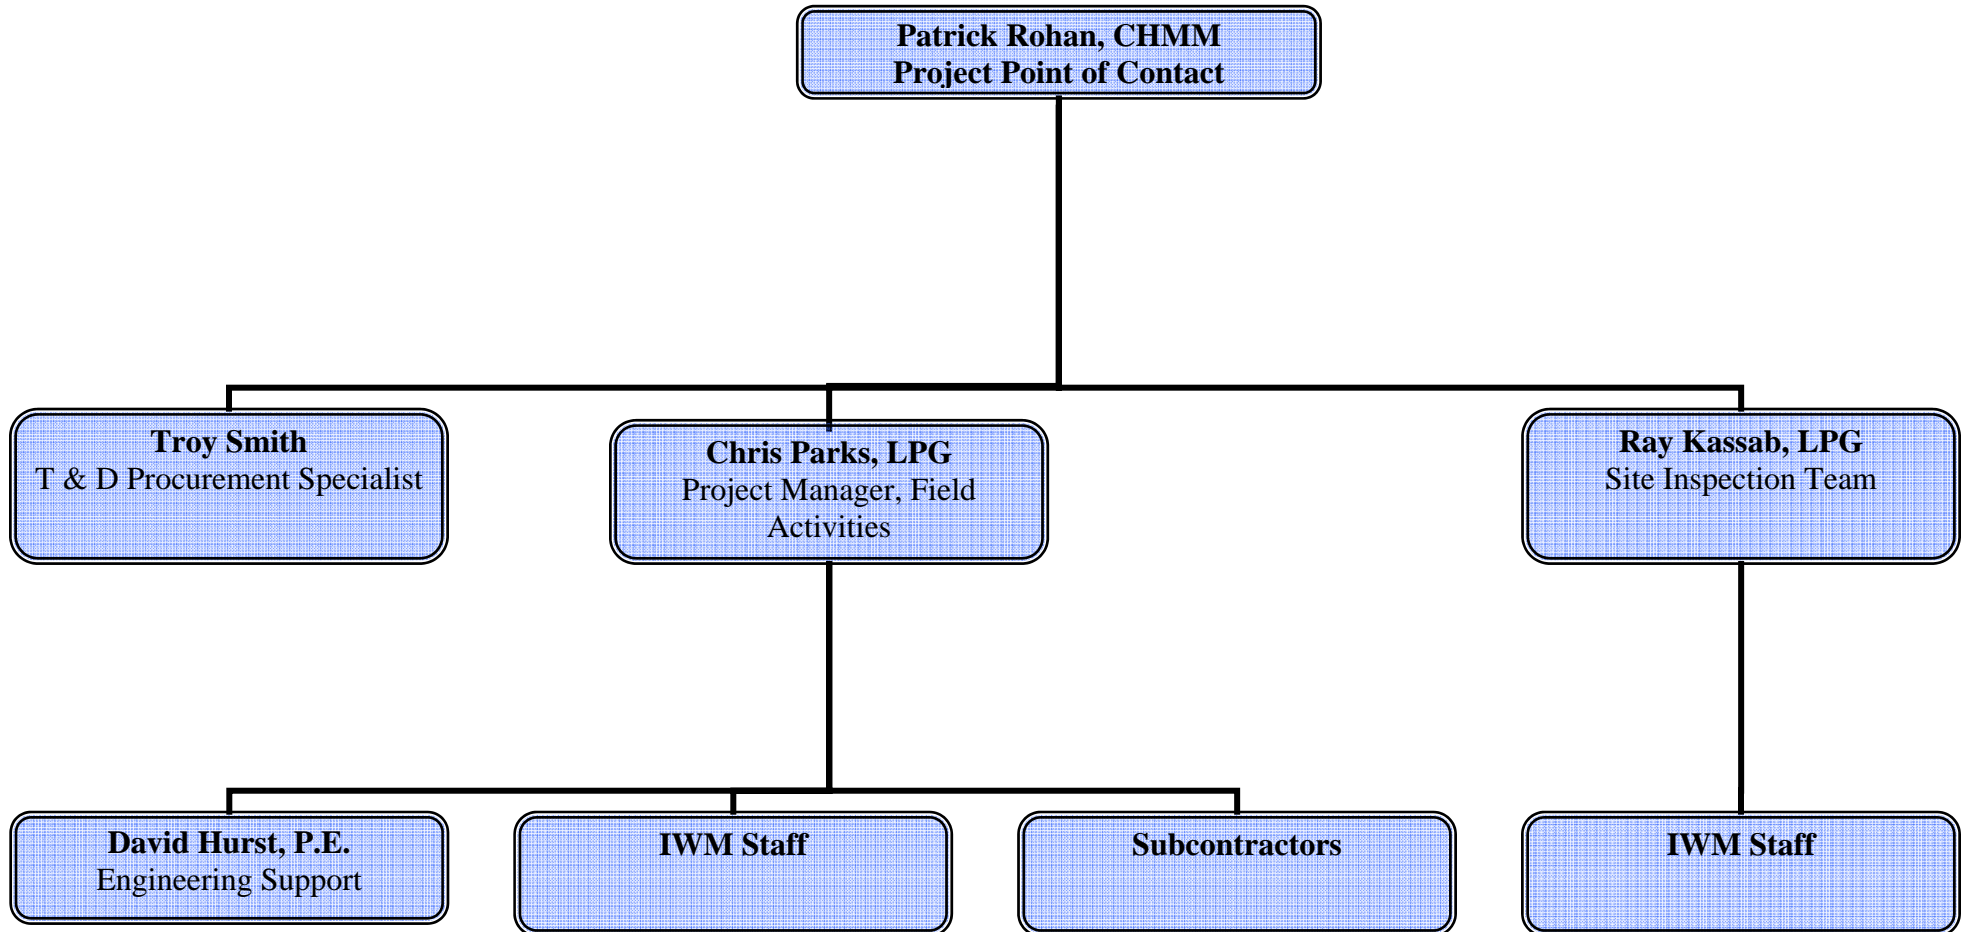 Patrick Rohan, CHMM
Project Point of Contact
Troy Smith
T & D Procurement Specialist
Chris Parks, LPG
Project Manager, Field
Activities
Ray Kassab, LPG
Site Inspection Team
David Hurst, P.E.
Engineering Support
IWM Staff
Subcontractors
IWM Staff